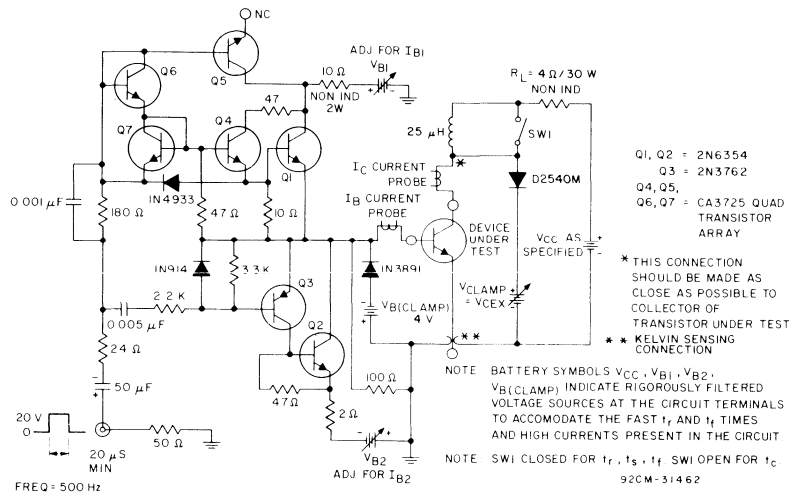 NC
ADJ FOR IB1
VB1
Q6
Q5
10 Ω
NON IND
2W
RL = 4 Ω/30 W
NON IND
47
Q7
Q4
Q1
25 μH
SW1
IC CURRENT
PROBE
D2540M
Q1, Q2 = 2N6354
Q3 = 2N3762
Q4,Q5,
Q6,Q7 = CA3725 QUAD
TRANSISTOR
ARRAY
0 001 μF
180 Ω
1N4933
47 Ω
10 Ω
IB CURRENT
PROBE
DEVICE
UNDER
TEST
VCC AS
SPECIFIED
* THIS CONNECTION
SHOULD BE MADE AS
CLOSE AS POSSIBLE TO
COLLECTOR OF
TRANSISTOR UNDER TEST
* * KELVIN SENSING
CONNECTION
1N914
3.3K
Q3
1N3891
VCLAMP
= VCEX
2 2 K
0 005 μF
VB(CLAMP)
4 V
* *
24 Ω
Q2
47Ω
100Ω
50 μF
2Ω
NOTE BATTERY SYMBOLS VCC, VB1, VB2,
VB(CLAMP) INDICATE RIGOROUSLY FILTERED
VOLTAGE SOURCES AT THE CIRCUIT TERMINALS
TO ACCOMODATE THE FAST tr AND tf TIMES
AND HIGH CURRENTS PRESENT IN THE CIRCUIT
20 V
0
20 μS
MIN
50 Ω
VB2
ADJ FOR IB2
NOTE: SW1 CLOSED FOR tr, ts, tf. SW1 OPEN FOR tc.
FREQ = 500 Hz
92CM-31462